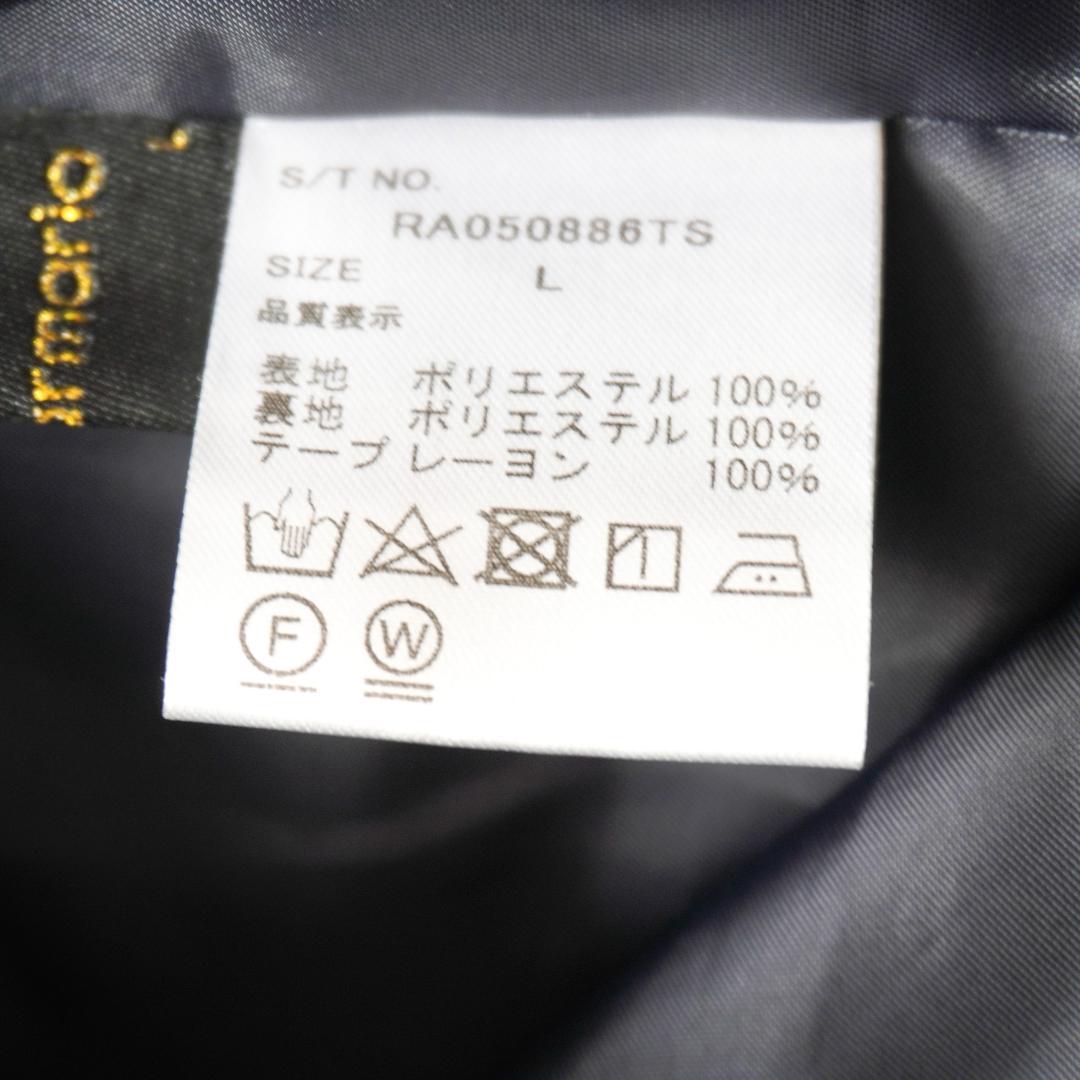 S/T NO.
RA050886TS
SIZE L
品質表示
表地 ポリエステル 100%
裏地 ポリエステル 100%
テープ レーヨン 100%
F W